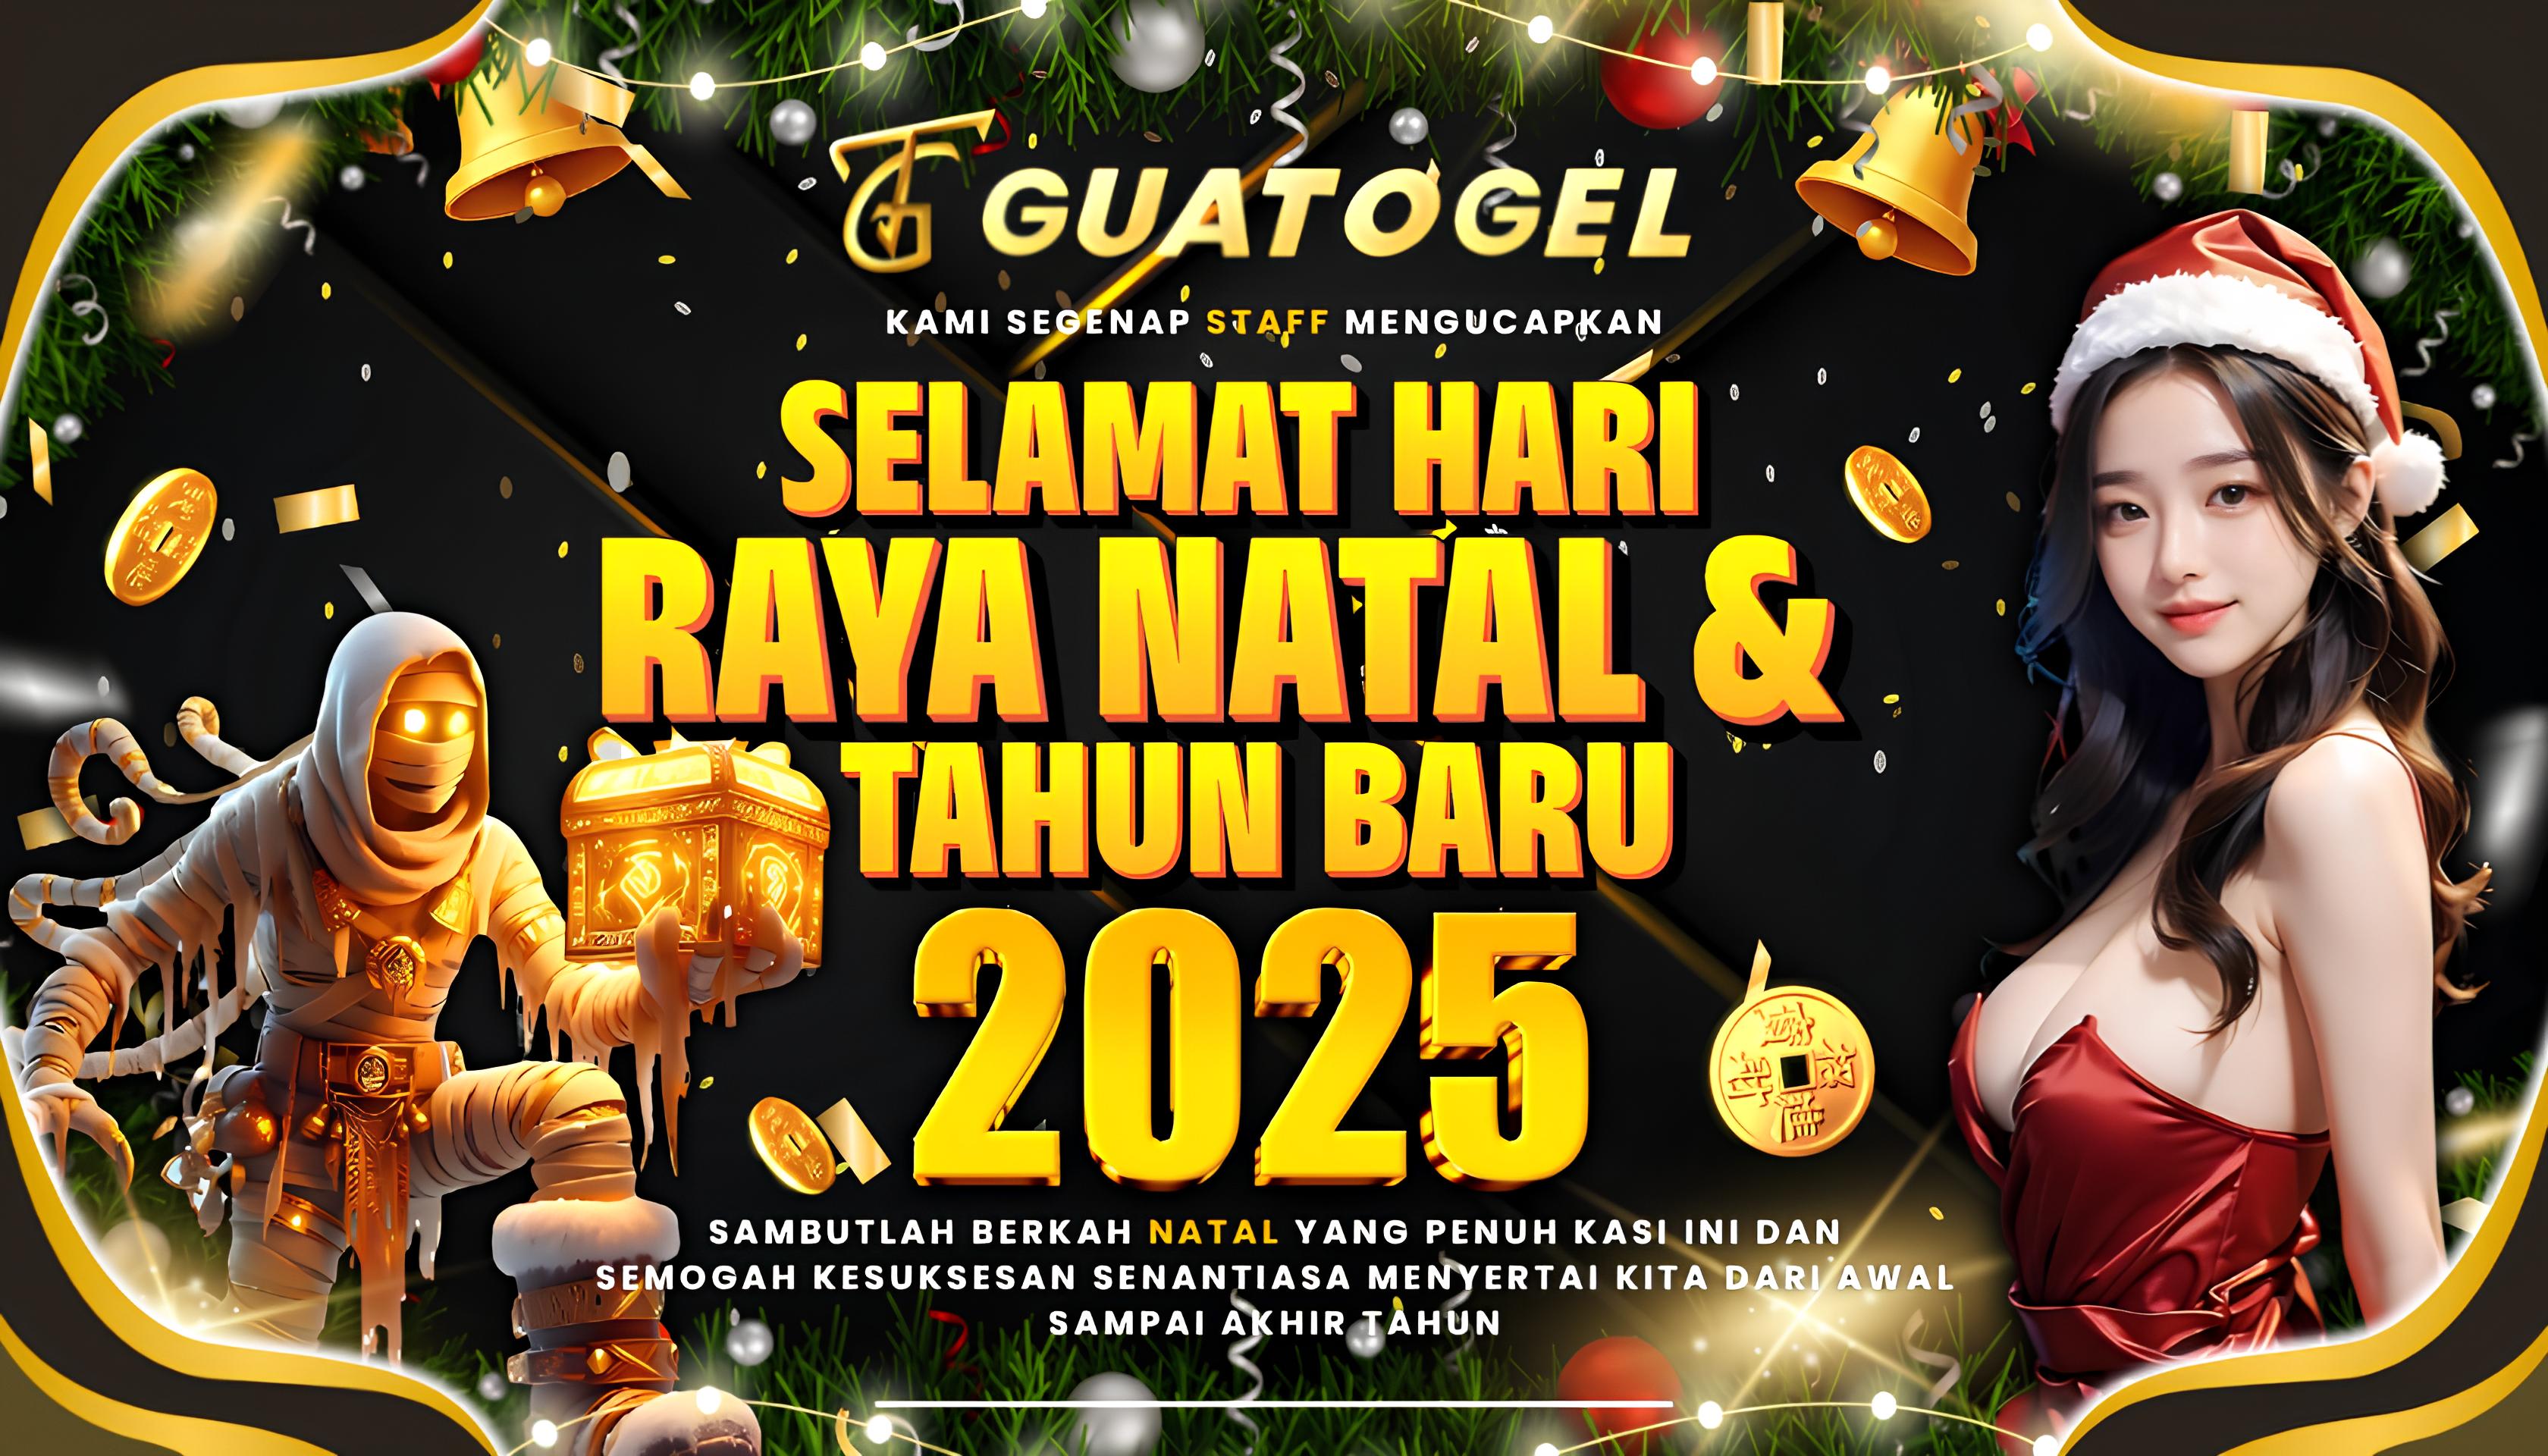 GUATOGEL
KAMI SEGENAP STAFF MENGUCAPKAN
SELAMAT HARI
RAYA NATAL &
TAHUN BARU
2025
SAMBUTLAH BERKAH NATAL YANG PENUH KASI INI DAN
SEMOGAH KESUKSESAN SENANTIASA MENYERTAI KITA DARI AWAL
SAMPAI AKHIR TAHUN